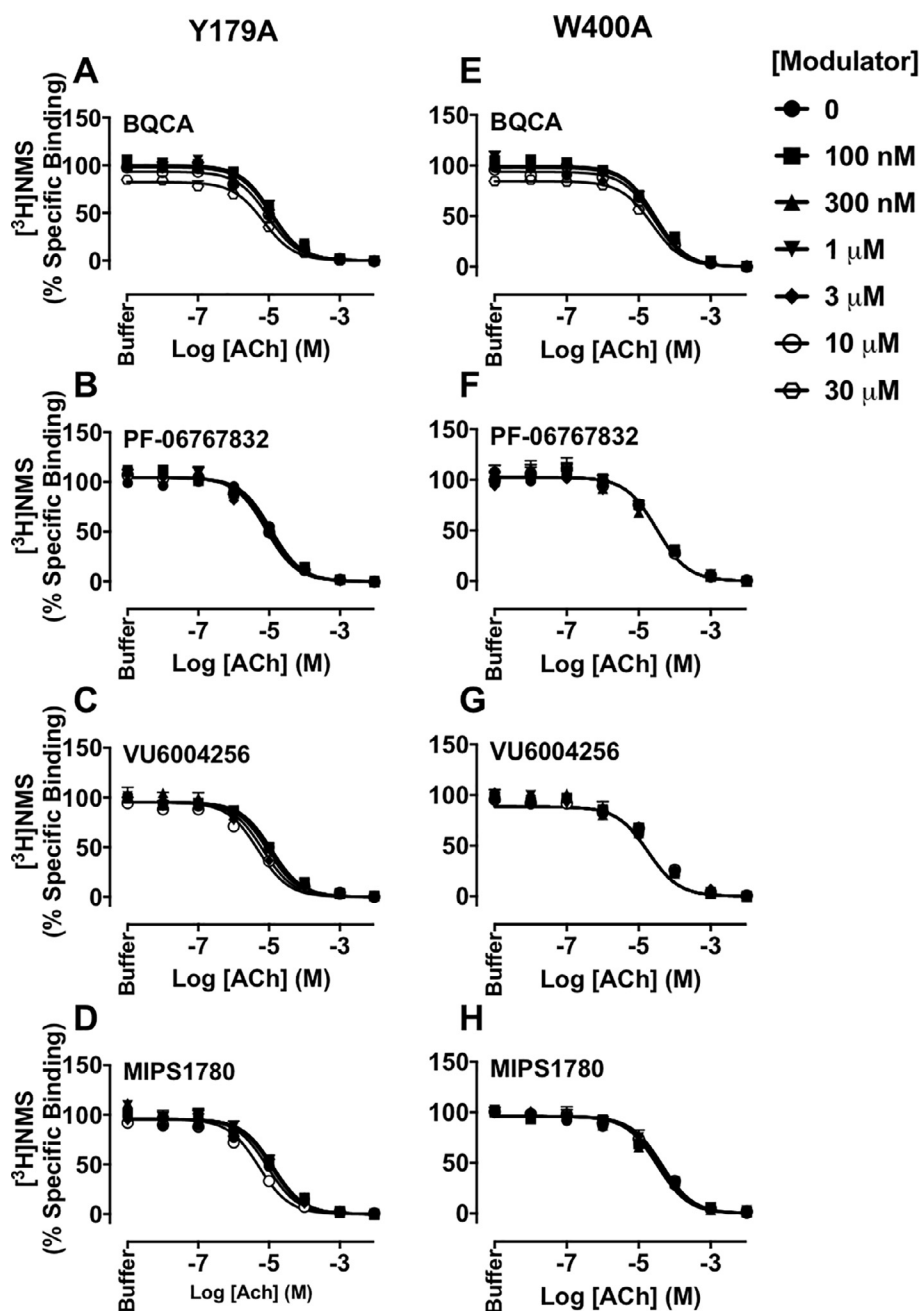 Y179A
W400A
[Modulator]
0
100 nM
300 nM
1 μM
3 μM
10 μM
30 μM
A
BQCA
[³H]NMS
(% Specific Binding)
150
100
50
0
Buffer
-7
-5
-3
Log [ACh] (M)
E
BQCA
150
100
50
0
Buffer
-7
-5
-3
Log [ACh] (M)
B
PF-06767832
[³H]NMS
(% Specific Binding)
150
100
50
0
Buffer
-7
-5
-3
Log [ACh] (M)
F
PF-06767832
150
100
50
0
Buffer
-7
-5
-3
Log [ACh] (M)
C
VU6004256
[³H]NMS
(% Specific Binding)
150
100
50
0
Buffer
-7
-5
-3
Log [ACh] (M)
G
VU6004256
150
100
50
0
Buffer
-7
-5
-3
Log [ACh] (M)
D
MIPS1780
[³H]NMS
(% Specific Binding)
150
100
50
0
Buffer
-7
-5
-3
Log [Ach] (M)
H
MIPS1780
150
100
50
0
Buffer
-7
-5
-3
Log [ACh] (M)